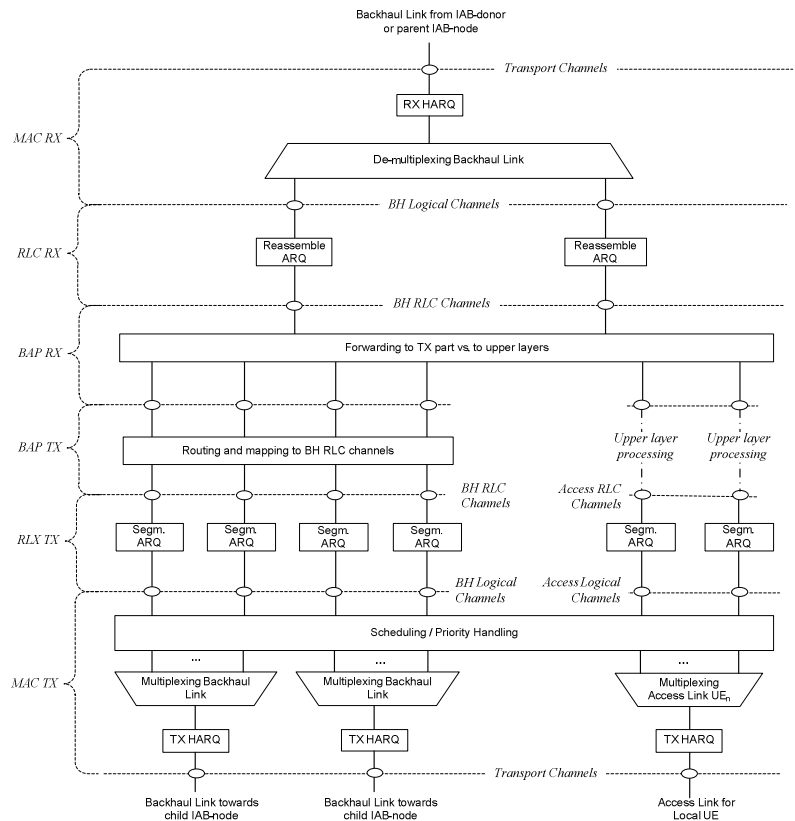 Backhaul Link from IAB-donor
or parent IAB-node
Transport Channels
RX HARQ
MAC RX
De-multiplexing Backhaul Link
BH Logical Channels
Reassemble
ARQ
Reassemble
ARQ
RLC RX
BH RLC Channels
Forwarding to TX part vs. to upper layers
BAP RX
BAP TX
Routing and mapping to BH RLC channels
Upper layer
processing
Upper layer
processing
BH RLC
Channels
Access RLC
Channels
RLX TX
Segm.
ARQ
Segm.
ARQ
Segm.
ARQ
Segm.
ARQ
Segm.
ARQ
Segm.
ARQ
BH Logical
Channels
Access Logical
Channels
Scheduling / Priority Handling
...
...
...
MAC TX
Multiplexing Backhaul
Link
Multiplexing Backhaul
Link
Multiplexing
Access Link UEn
TX HARQ
TX HARQ
TX HARQ
Transport Channels
Backhaul Link towards
child IAB-node
Backhaul Link towards
child IAB-node
Access Link for
Local UE